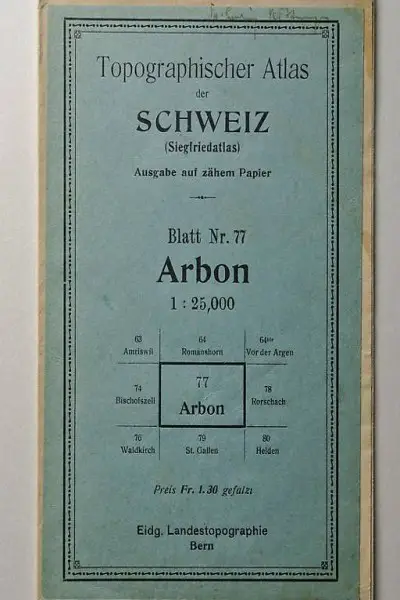 Topographischer Atlas
der
SCHWEIZ
(Siegfriedatlas)
Ausgabe auf zähem Papier
Blatt Nr. 77
Arbon
1 : 25,000
63 64 64bis
Amriswil Romanshorn Vor der Argen
74 77 78
Bischofszell Arbon Rorschach
76 79 80
Waldkirch St. Gallen Heiden
Preis Fr. 1.30 gefalzt
Eidg. Landestopographie
Bern